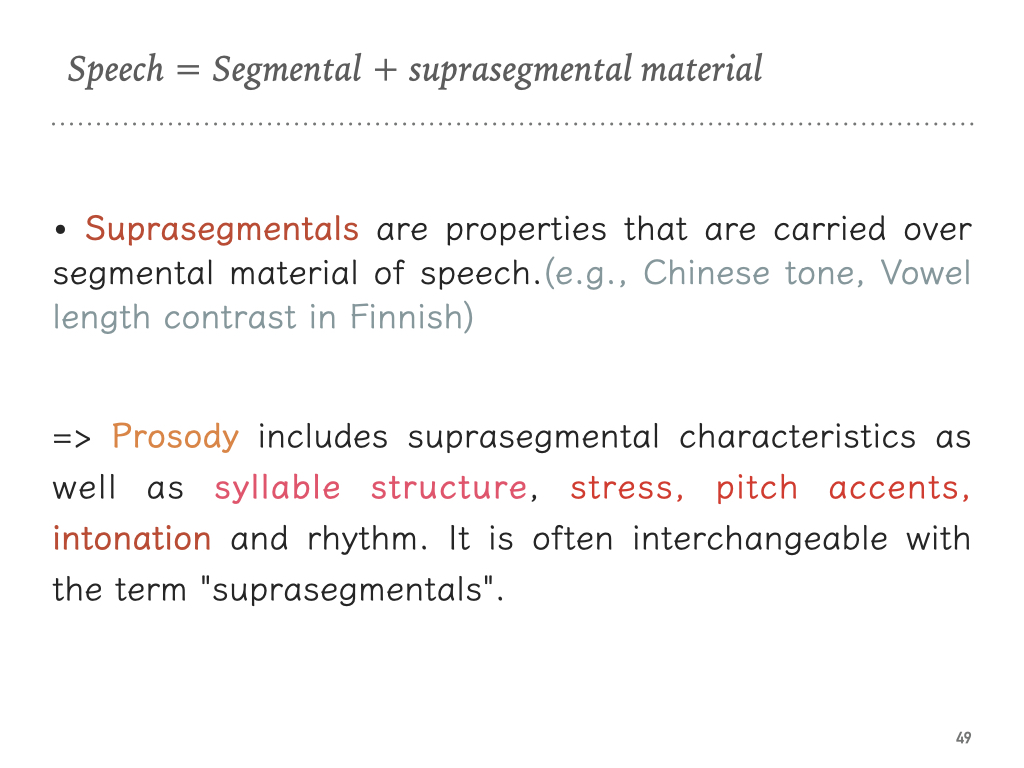 Speech = Segmental + suprasegmental material
• Suprasegmentals are properties that are carried over
segmental material of speech.(e.g., Chinese tone, Vowel
length contrast in Finnish)
=> Prosody includes suprasegmental characteristics as
well as syllable structure, stress, pitch accents,
intonation and rhythm. It is often interchangeable with
the term "suprasegmentals".
49